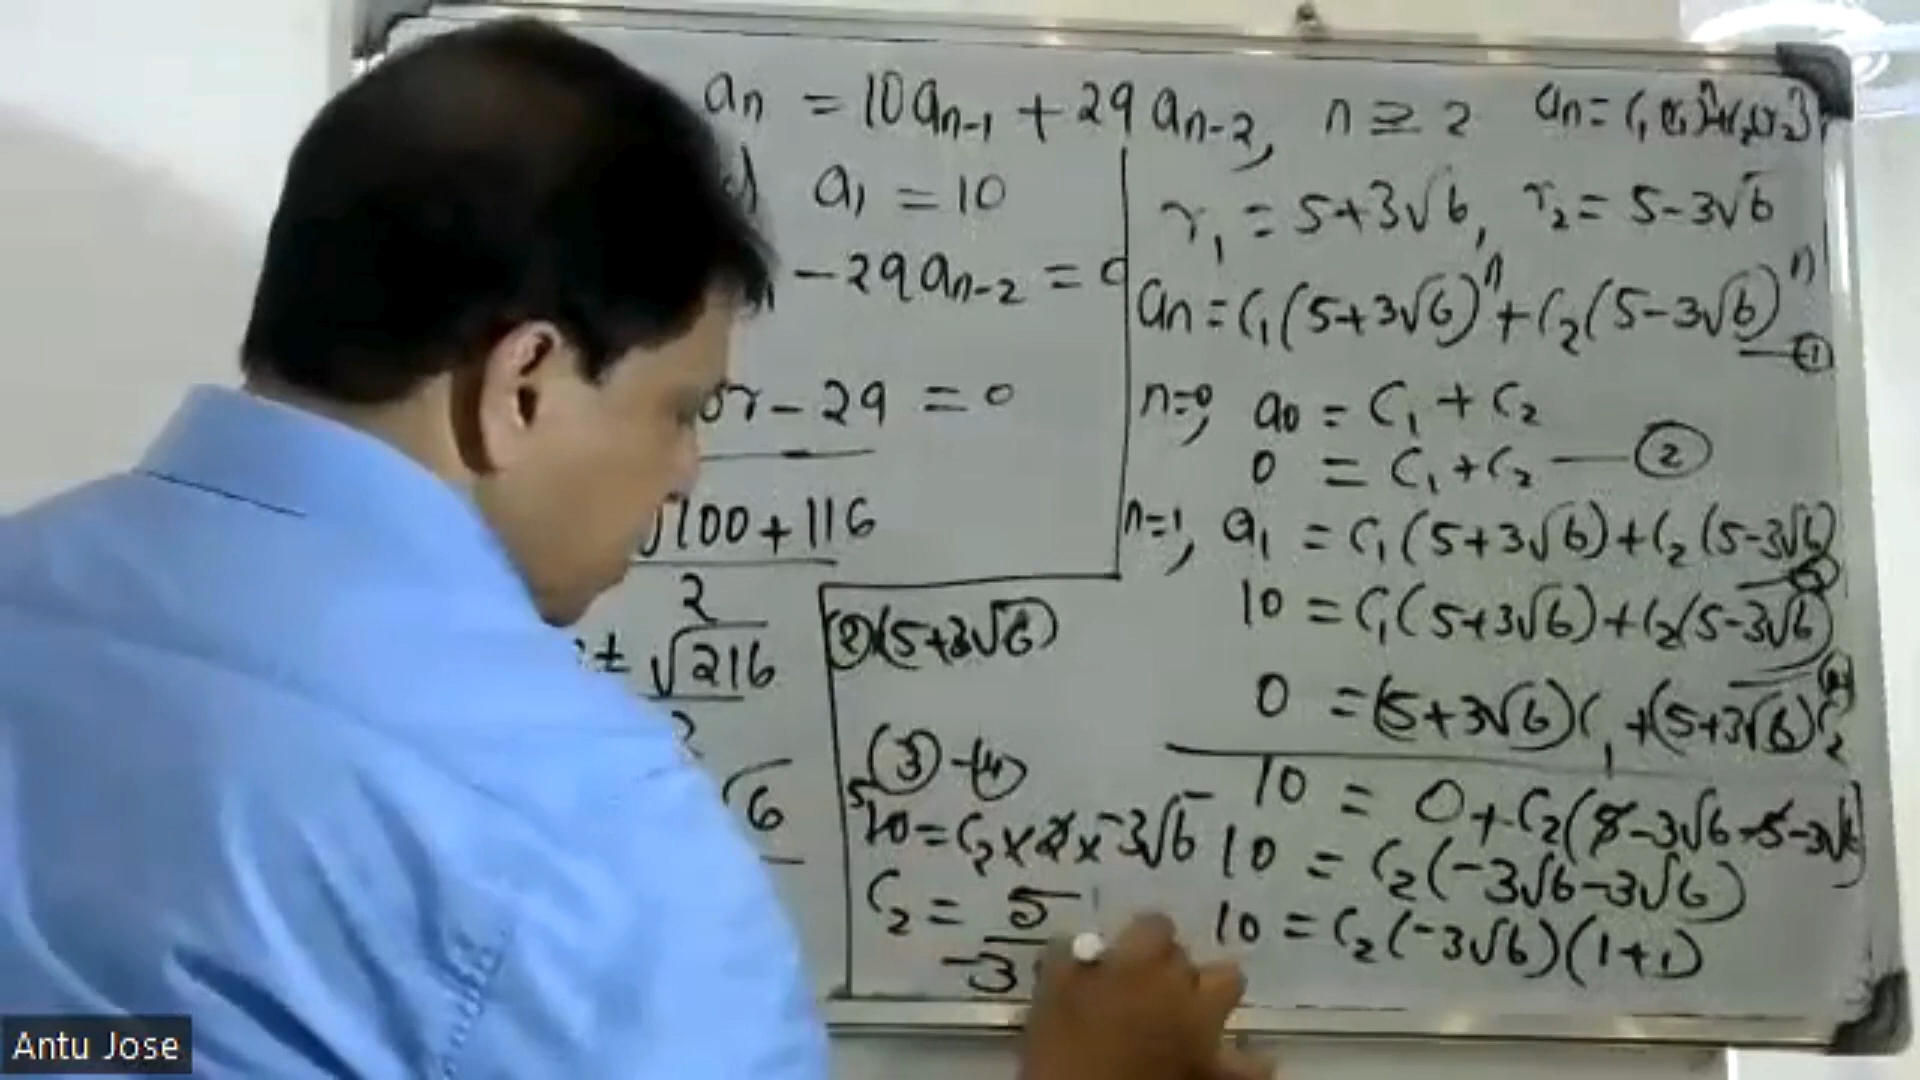 aₙ = 10aₙ₋₁ + 29aₙ₋₂, n ≥ 2
a₁ = 10
- 29aₙ₋₂ = 0
r - 29 = 0
√100 + 116
2
± √216
2
√6
(2)×(5+3√6)
(3) - (4)
5
10 = C₂ × 2 × -3√6
C₂ = 5
-3
r₁ = 5+3√6, r₂ = 5-3√6
aₙ = C₁(5+3√6)ⁿ + C₂(5-3√6)ⁿ —(1)
n=0, a₀ = C₁ + C₂
0 = C₁ + C₂ — (2)
n=1, a₁ = C₁(5+3√6) + C₂(5-3√6)
10 = C₁(5+3√6) + C₂(5-3√6)
0 = (5+3√6)C₁ + (5+3√6)C₂
10 = 0 + C₂(5-3√6-5-3√6)
10 = C₂(-3√6-3√6)
10 = C₂(-3√6)(1+1)
Antu Jose